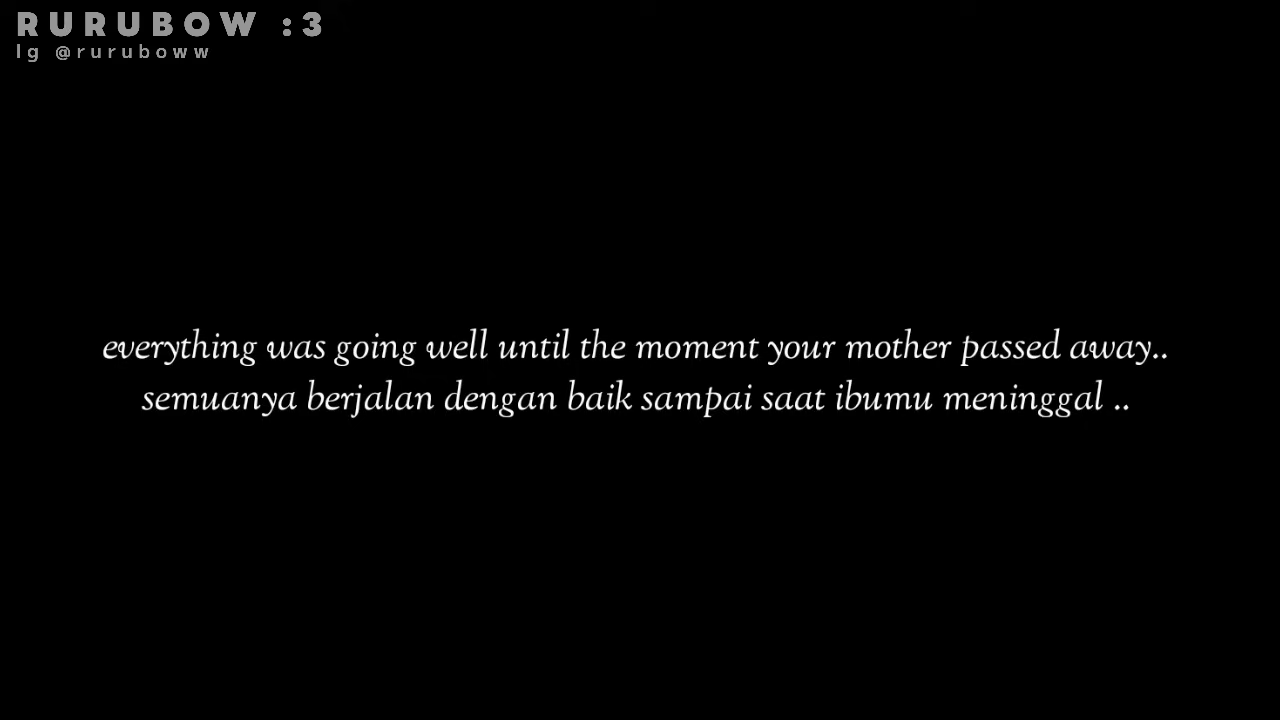 RURUBOW :3
Ig @ruruboww
everything was going well until the moment your mother passed away..
semuanya berjalan dengan baik sampai saat ibumu meninggal ..